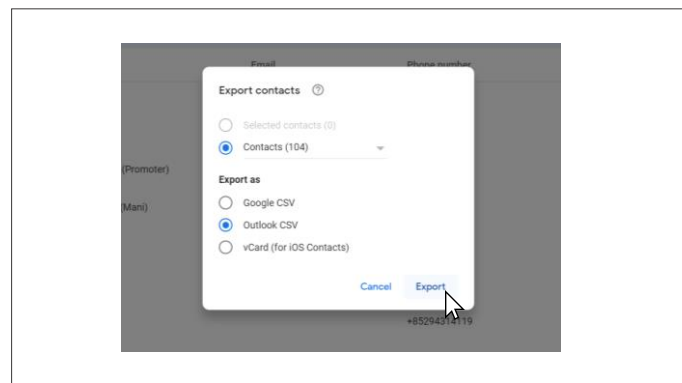 Email Phone number
Export contacts
Selected contacts (0)
Contacts (104)
(Promoter)
Export as
Google CSV
(Mani)
Outlook CSV
vCard (for iOS Contacts)
Cancel Export
+85294314119